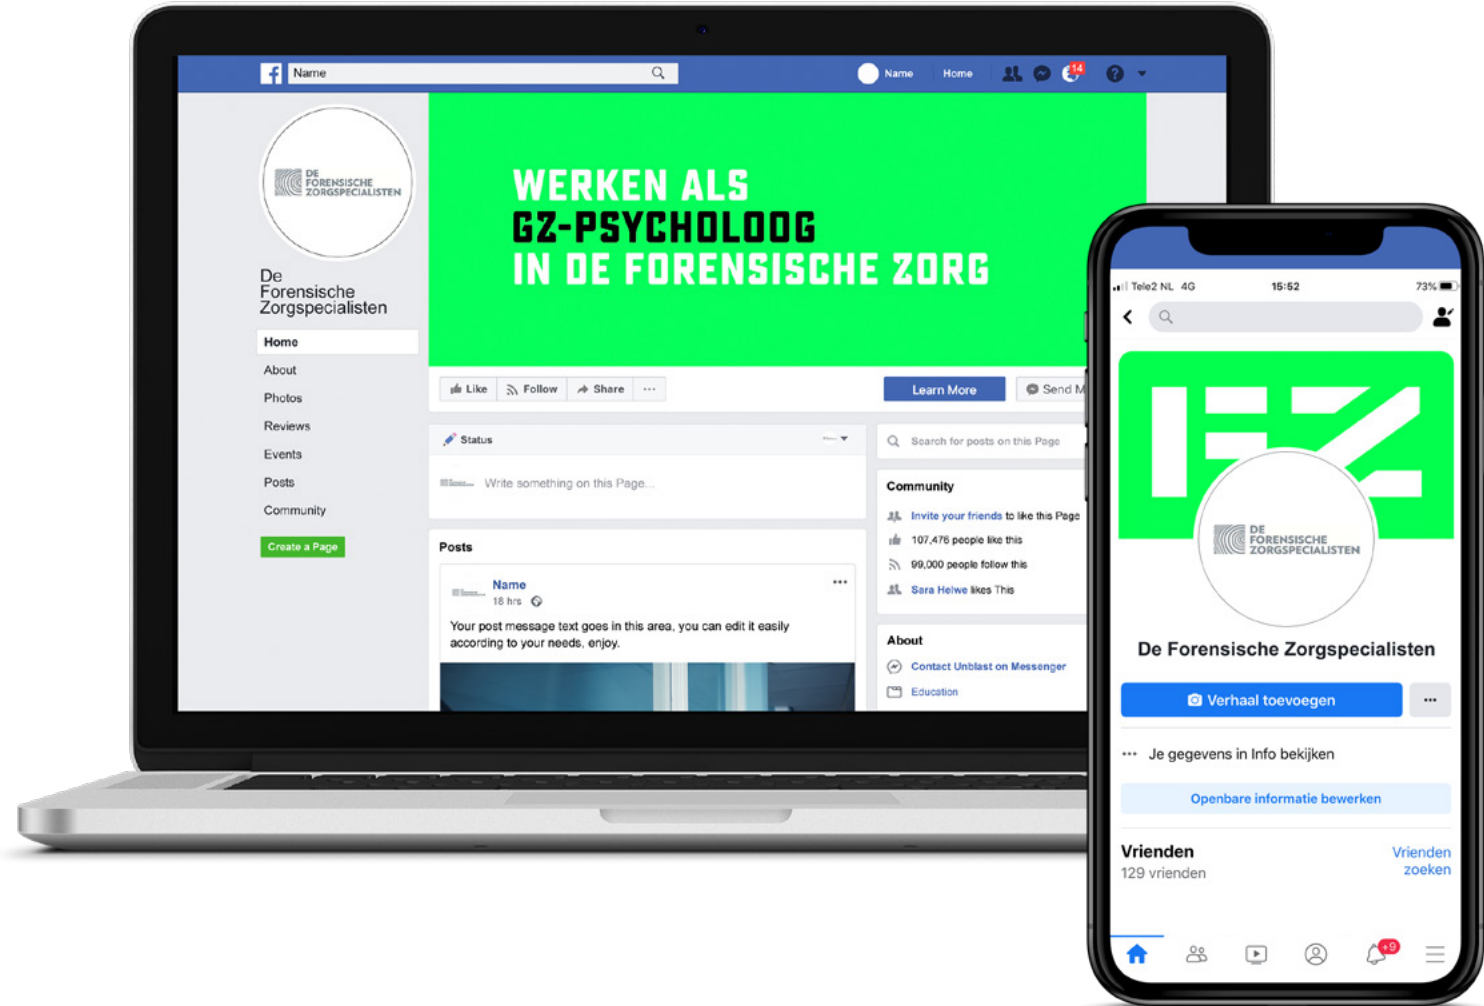 Name
Name
Home
14
DE
FORENSISCHE
ZORGSPECIALISTEN
De
Forensische
Zorgspecialisten
Home
About
Photos
Reviews
Events
Posts
Community
Create a Page
WERKEN ALS
GZ-PSYCHOLOOG
IN DE FORENSISCHE ZORG
Like
Follow
Share
Learn More
Send M
Status
Write something on this Page...
Posts
Name
18 hrs
Your post message text goes in this area, you can edit it easily
according to your needs, enjoy.
Search for posts on this Page
Community
Invite your friends to like this Page
107,476 people like this
99,000 people follow this
Sara Helwe likes This
About
Contact Unblast on Messenger
Education
Tele2 NL 4G
15:52
73%
FZ
DE
FORENSISCHE
ZORGSPECIALISTEN
De Forensische Zorgspecialisten
Verhaal toevoegen
Je gegevens in Info bekijken
Openbare informatie bewerken
Vrienden
129 vrienden
Vrienden
zoeken
+9